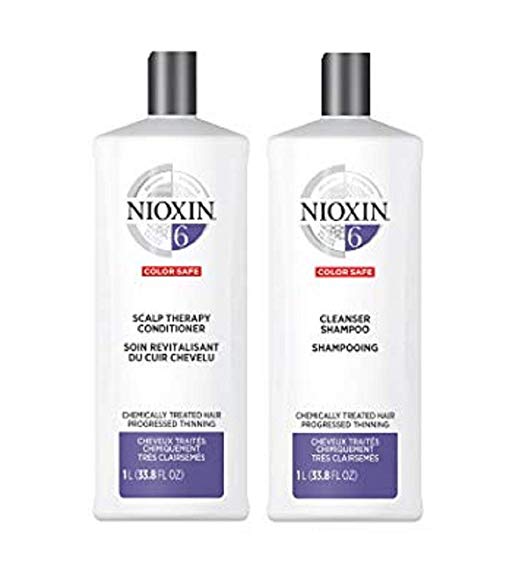 NIOXIN
6
COLOR SAFE
SCALP THERAPY
CONDITIONER
SOIN REVITALISANT
DU CUIR CHEVELU
CHEMICALLY TREATED HAIR
PROGRESSED THINNING
CHEVEUX TRAITÉS
CHIMIQUEMENT
TRÈS CLAIRSEMÉS
1 L (33.8 FL OZ)
NIOXIN
6
COLOR SAFE
CLEANSER
SHAMPOO
SHAMPOOING
CHEMICALLY TREATED HAIR
PROGRESSED THINNING
CHEVEUX TRAITÉS
CHIMIQUEMENT
TRÈS CLAIRSEMÉS
1 L (33.8 FL OZ)